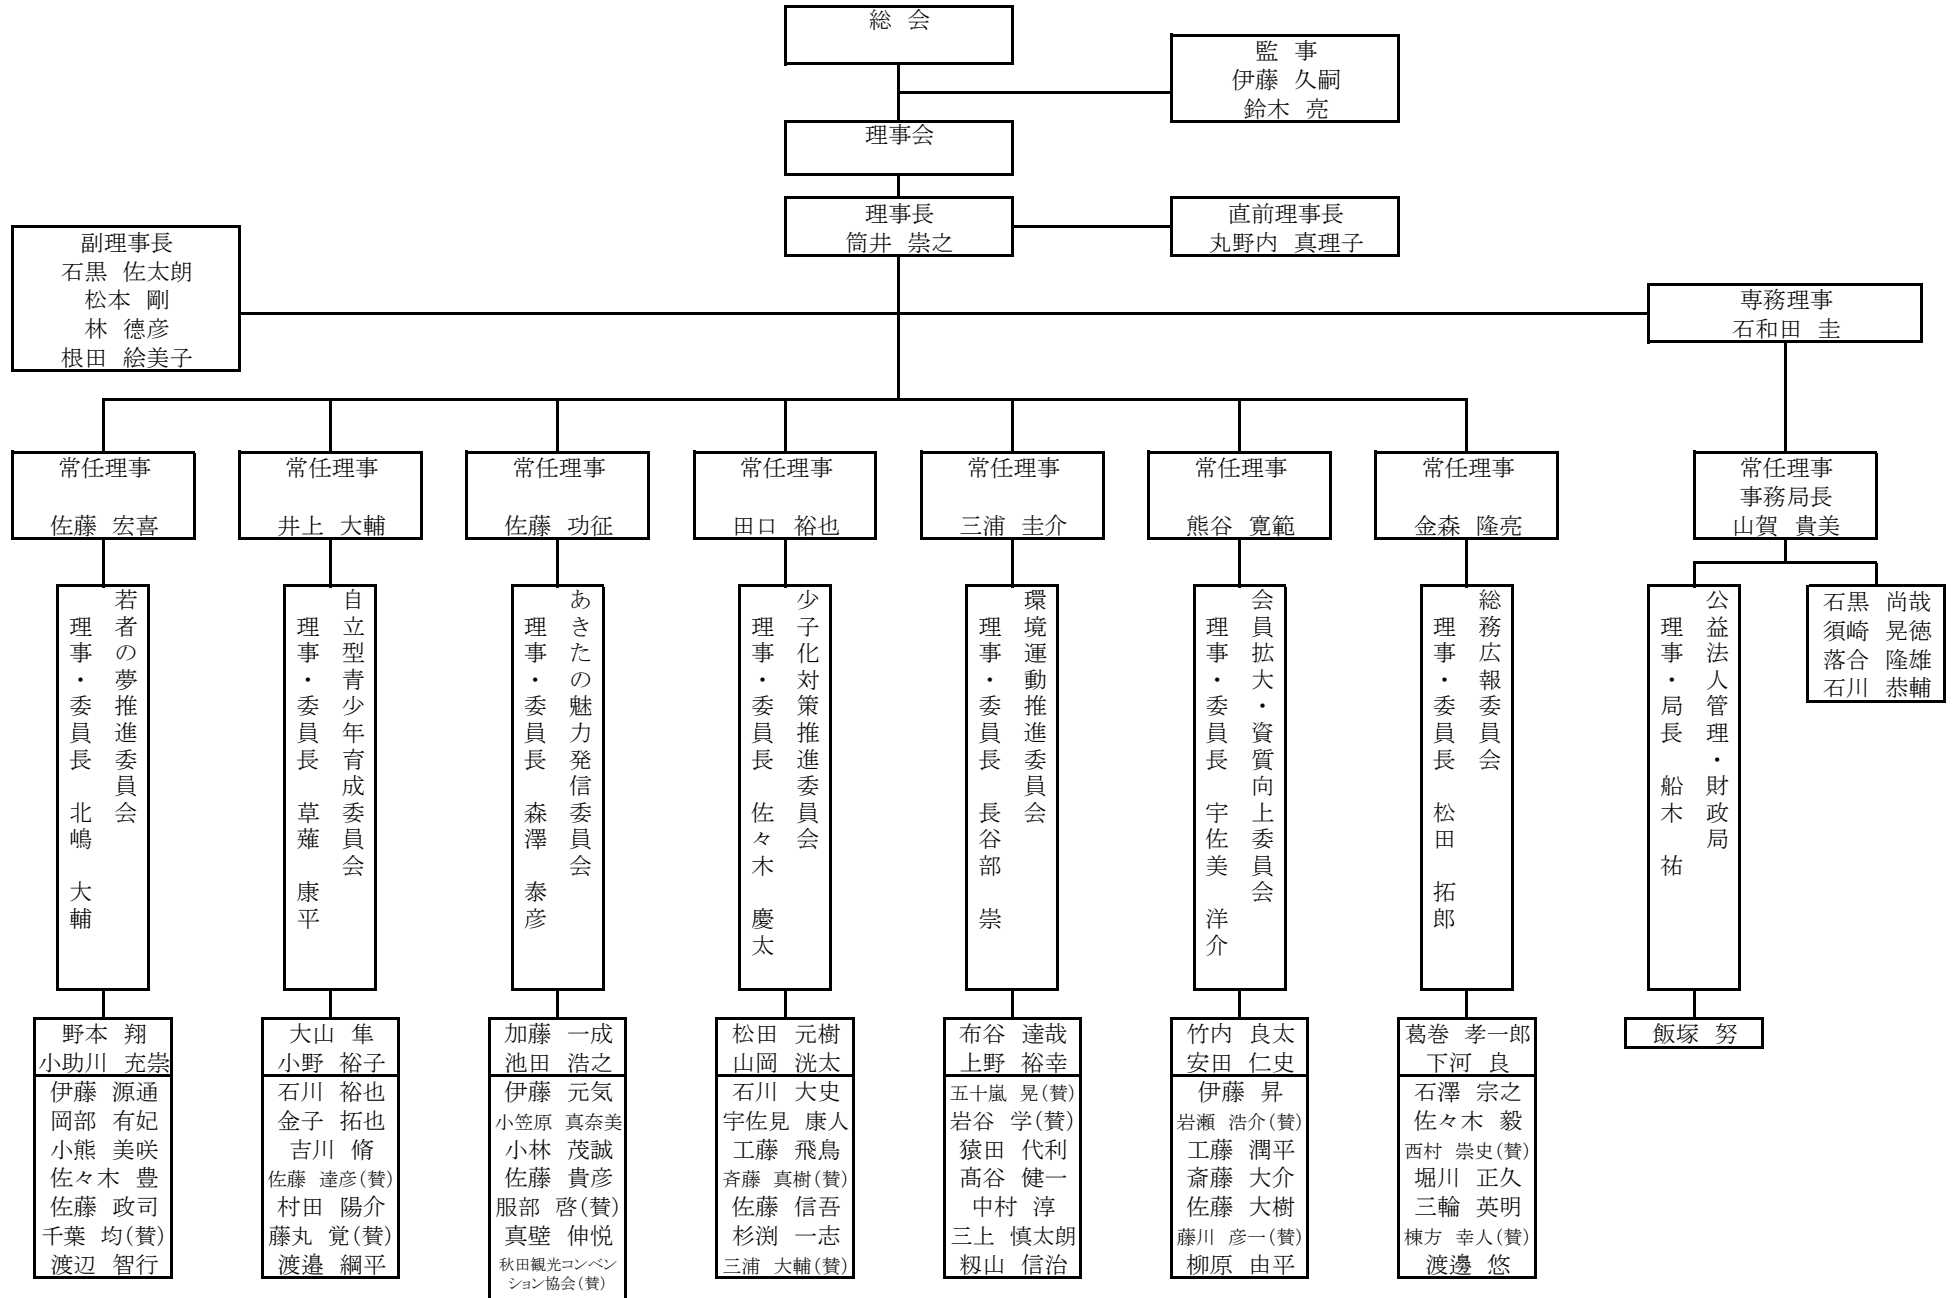 総 会
監 事
伊藤 久嗣
鈴木 亮
理事会
理事長
筒井 崇之
直前理事長
丸野内 真理子
副理事長
石黒 佐太朗
松本 剛
林 德彦
根田 絵美子
専務理事
石和田 圭
常任理事
佐藤 宏喜
常任理事
井上 大輔
常任理事
佐藤 功征
常任理事
田口 裕也
常任理事
三浦 圭介
常任理事
熊谷 寛範
常任理事
金森 隆亮
常任理事
事務局長
山賀 貴美
若者の夢推進委員会
理事・委員長 北嶋 大輔
自立型青少年育成委員会
理事・委員長 草薙 康平
あきたの魅力発信委員会
理事・委員長 森澤 泰彦
少子化対策推進委員会
理事・委員長 佐々木 慶太
環境運動推進委員会
理事・委員長 長谷部 崇
会員拡大・資質向上委員会
理事・委員長 宇佐美 洋介
総務広報委員会
理事・委員長 松田 拓郎
公益法人管理・財政局
理事・局長 船木 祐
石黒 尚哉
須崎 晃徳
落合 隆雄
石川 恭輔
野本 翔
小助川 充崇
伊藤 源通
岡部 有妃
小熊 美咲
佐々木 豊
佐藤 政司
千葉 均(賛)
渡辺 智行
大山 隼
小野 裕子
石川 裕也
金子 拓也
吉川 脩
佐藤 達彦(賛)
村田 陽介
藤丸 覚(賛)
渡邉 綱平
加藤 一成
池田 浩之
伊藤 元気
小笠原 真奈美
小林 茂誠
佐藤 貴彦
服部 啓(賛)
真壁 伸悦
秋田観光コンベン
ション協会(賛)
松田 元樹
山岡 洸太
石川 大史
宇佐見 康人
工藤 飛鳥
斉藤 真樹(賛)
佐藤 信吾
杉渕 一志
三浦 大輔(賛)
布谷 達哉
上野 裕幸
五十嵐 晃(賛)
岩谷 学(賛)
猿田 代利
髙谷 健一
中村 淳
三上 慎太朗
籾山 信治
竹内 良太
安田 仁史
伊藤 昇
岩瀬 浩介(賛)
工藤 潤平
斎藤 大介
佐藤 大樹
藤川 彦一(賛)
柳原 由平
葛巻 孝一郎
下河 良
石澤 宗之
佐々木 毅
西村 崇史(賛)
堀川 正久
三輪 英明
棟方 幸人(賛)
渡邊 悠
飯塚 努